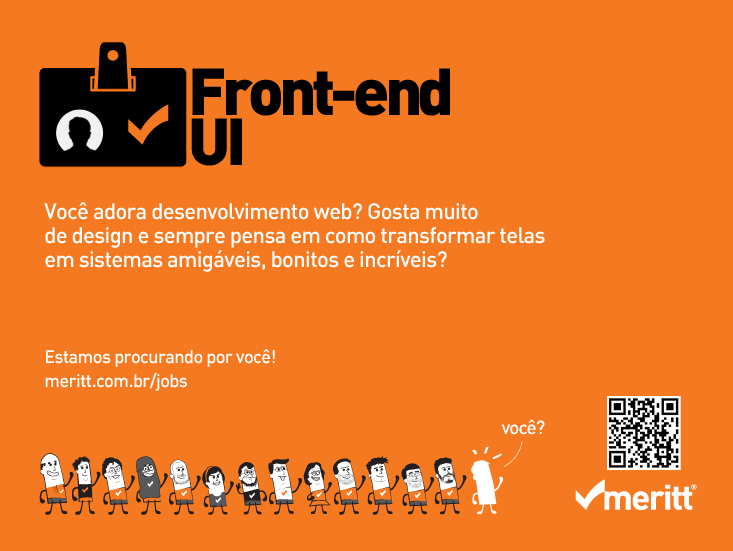 Front-end
UI
Você adora desenvolvimento web? Gosta muito
de design e sempre pensa em como transformar telas
em sistemas amigáveis, bonitos e incríveis?
Estamos procurando por você!
meritt.com.br/jobs
você?
meritt®